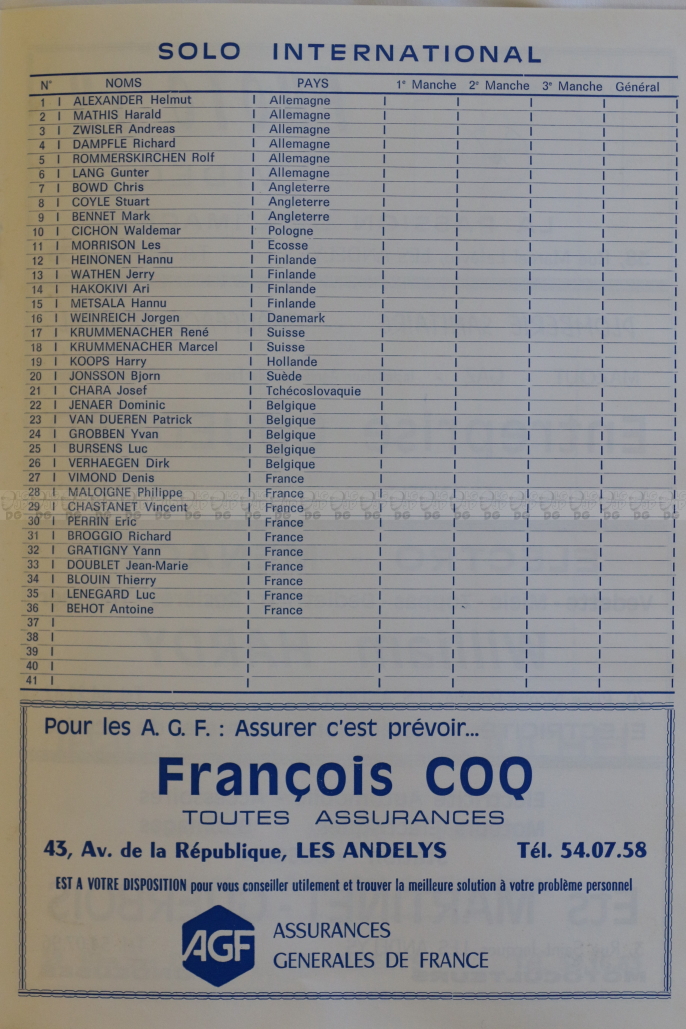 SOLO INTERNATIONAL
N° NOMS PAYS 1e Manche 2e Manche 3e Manche Général
1 ALEXANDER Helmut Allemagne
2 MATHIS Harald Allemagne
3 ZWISLER Andreas Allemagne
4 DAMPFLE Richard Allemagne
5 ROMMERSKIRCHEN Rolf Allemagne
6 LANG Gunter Allemagne
7 BOWD Chris Angleterre
8 COYLE Stuart Angleterre
9 BENNET Mark Angleterre
10 CICHON Waldemar Pologne
11 MORRISON Les Ecosse
12 HEINONEN Hannu Finlande
13 WATHEN Jerry Finlande
14 HAKOKIVI Ari Finlande
15 METSALA Hannu Finlande
16 WEINREICH Jorgen Danemark
17 KRUMMENACHER René Suisse
18 KRUMMENACHER Marcel Suisse
19 KOOPS Harry Hollande
20 JONSSON Bjorn Suède
21 CHARA Josef Tchécoslovaquie
22 JENAER Dominic Belgique
23 VAN DUEREN Patrick Belgique
24 GROBBEN Yvan Belgique
25 BURSENS Luc Belgique
26 VERHAEGEN Dirk Belgique
27 VIMOND Denis France
28 MALOIGNE Philippe France
29 CHASTANET Vincent France
30 PERRIN Eric France
31 BROGGIO Richard France
32 GRATIGNY Yann France
33 DOUBLET Jean-Marie France
34 BLOUIN Thierry France
35 LENEGARD Luc France
36 BEHOT Antoine France
37
38
39
40
41
Pour les A. G. F. : Assurer c'est prévoir...
François COQ
TOUTES ASSURANCES
43, Av. de la République, LES ANDELYS Tél. 54.07.58
EST A VOTRE DISPOSITION pour vous conseiller utilement et trouver la meilleure solution à votre problème personnel
AGF
ASSURANCES
GENERALES DE FRANCE